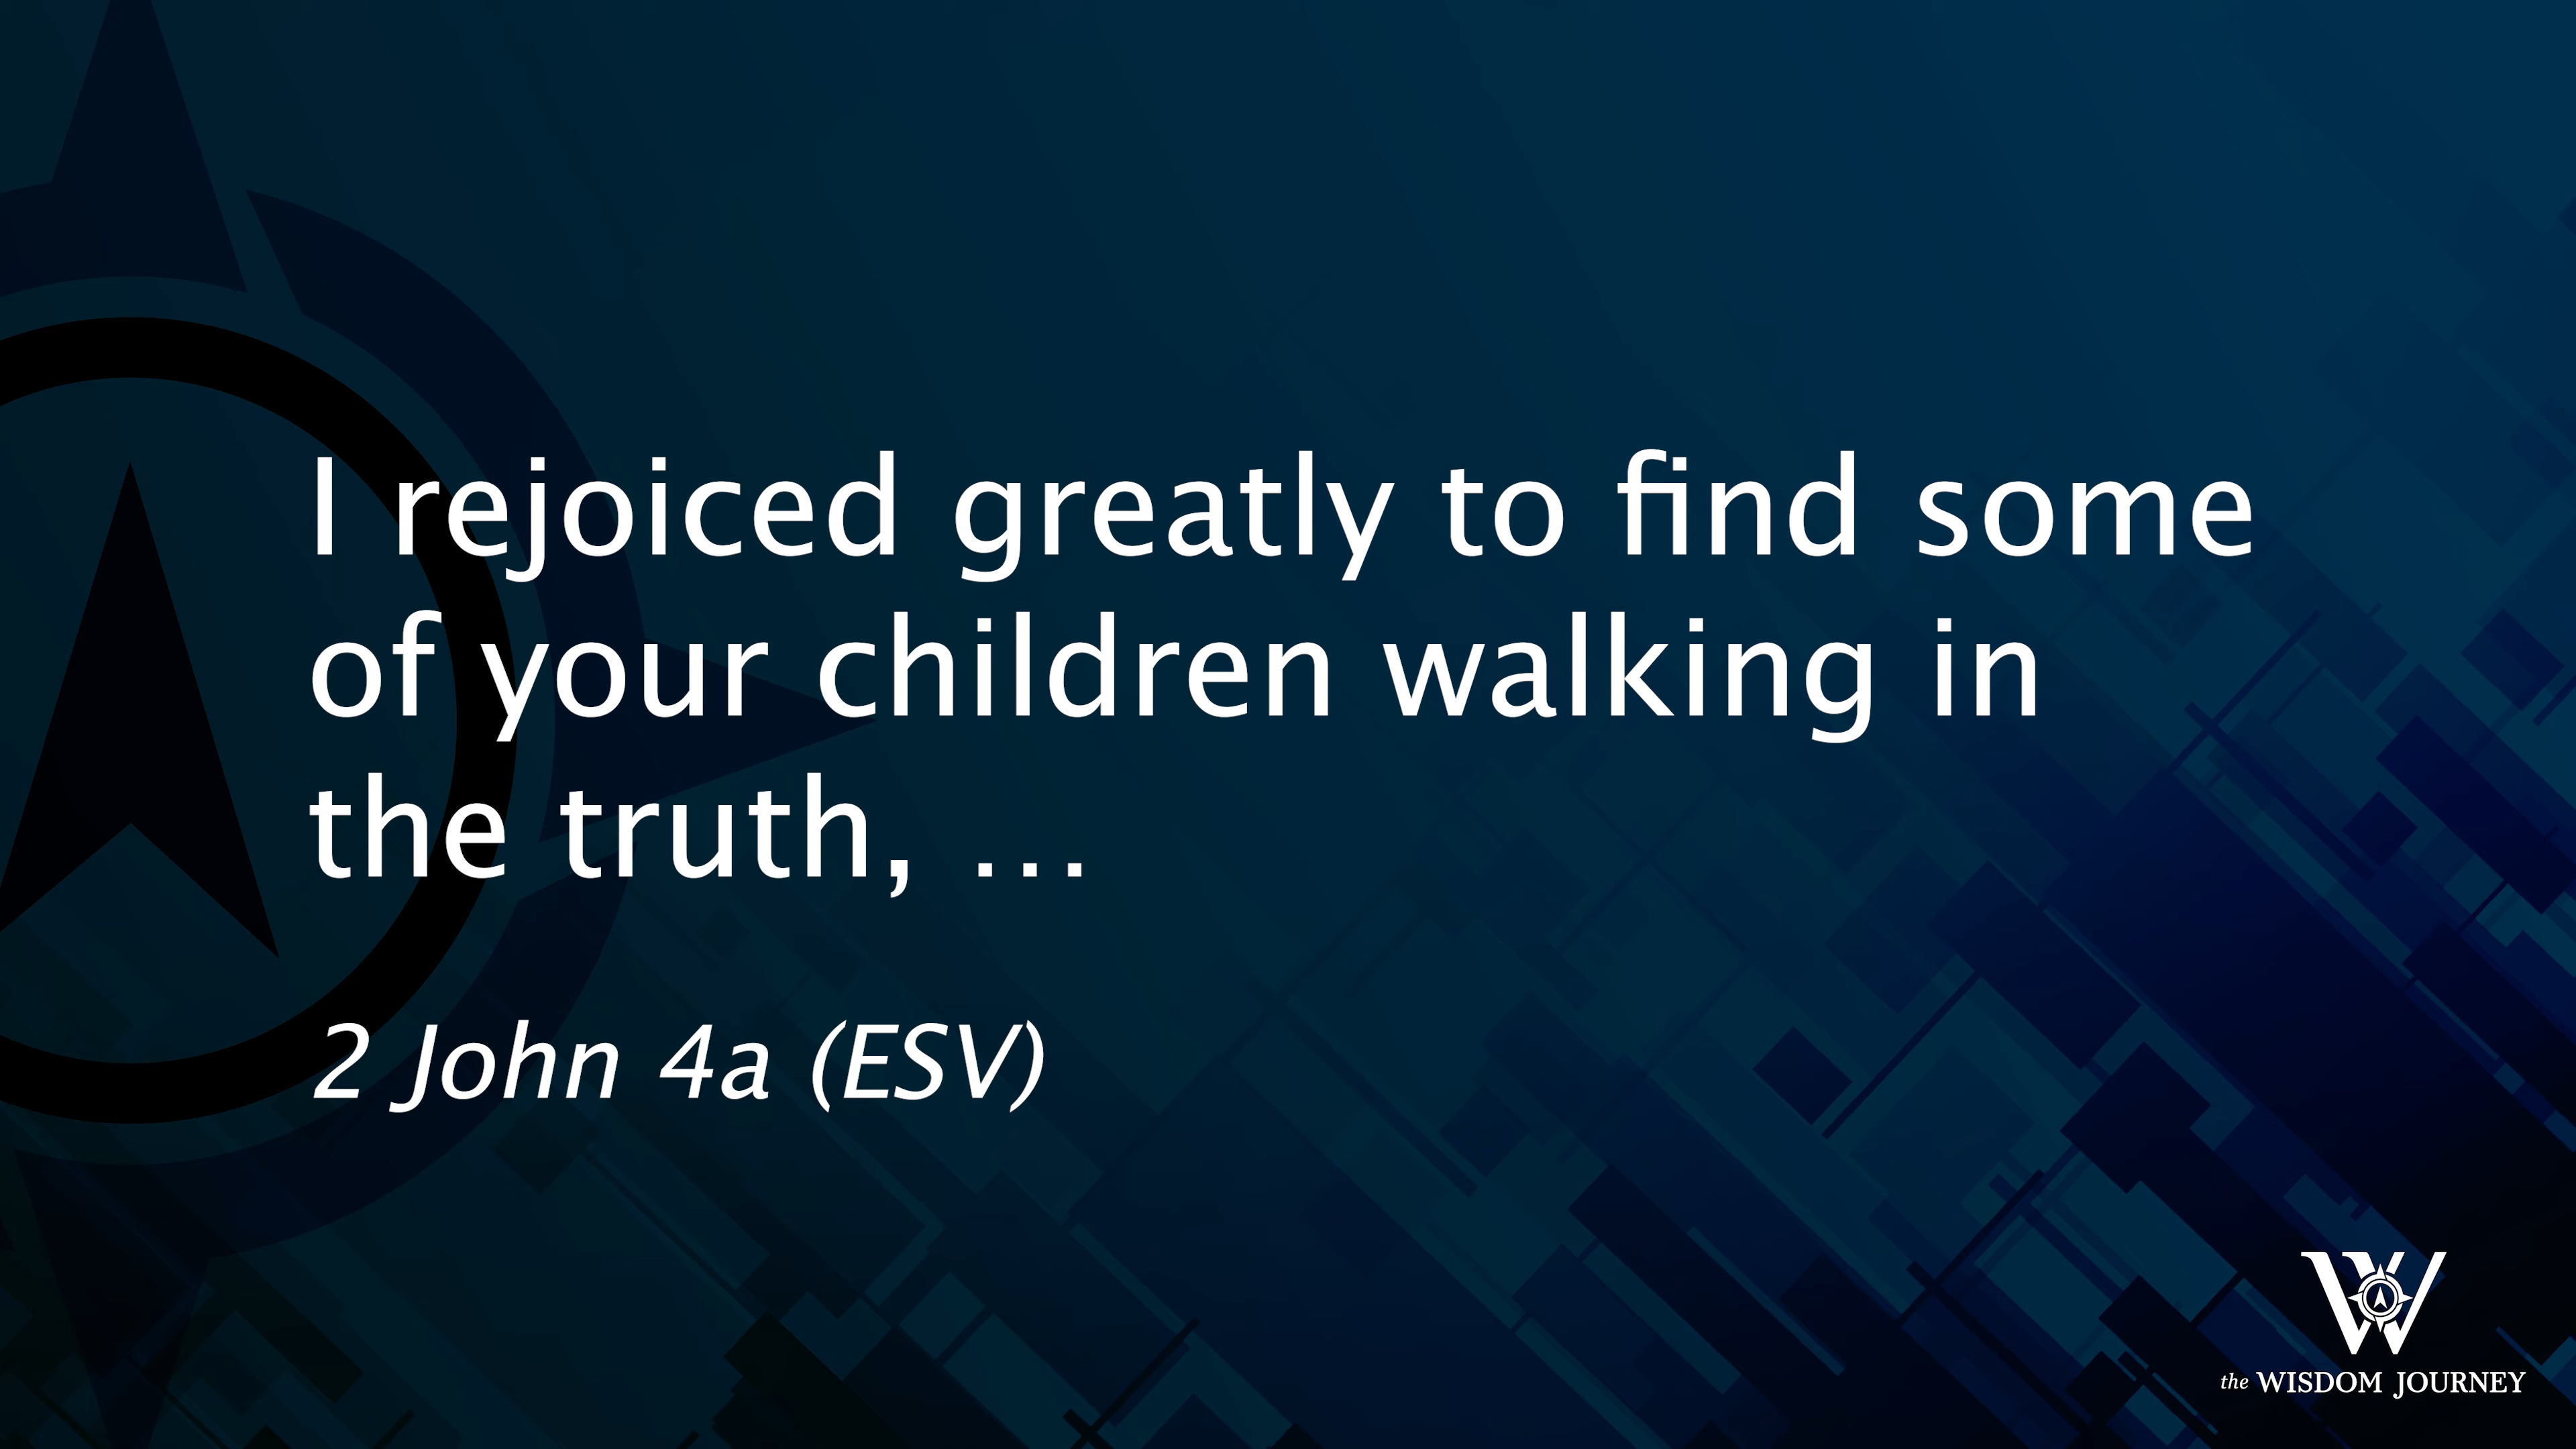 I rejoiced greatly to find some
of your children walking in
the truth, ...
2 John 4a (ESV)
W
the WISDOM JOURNEY